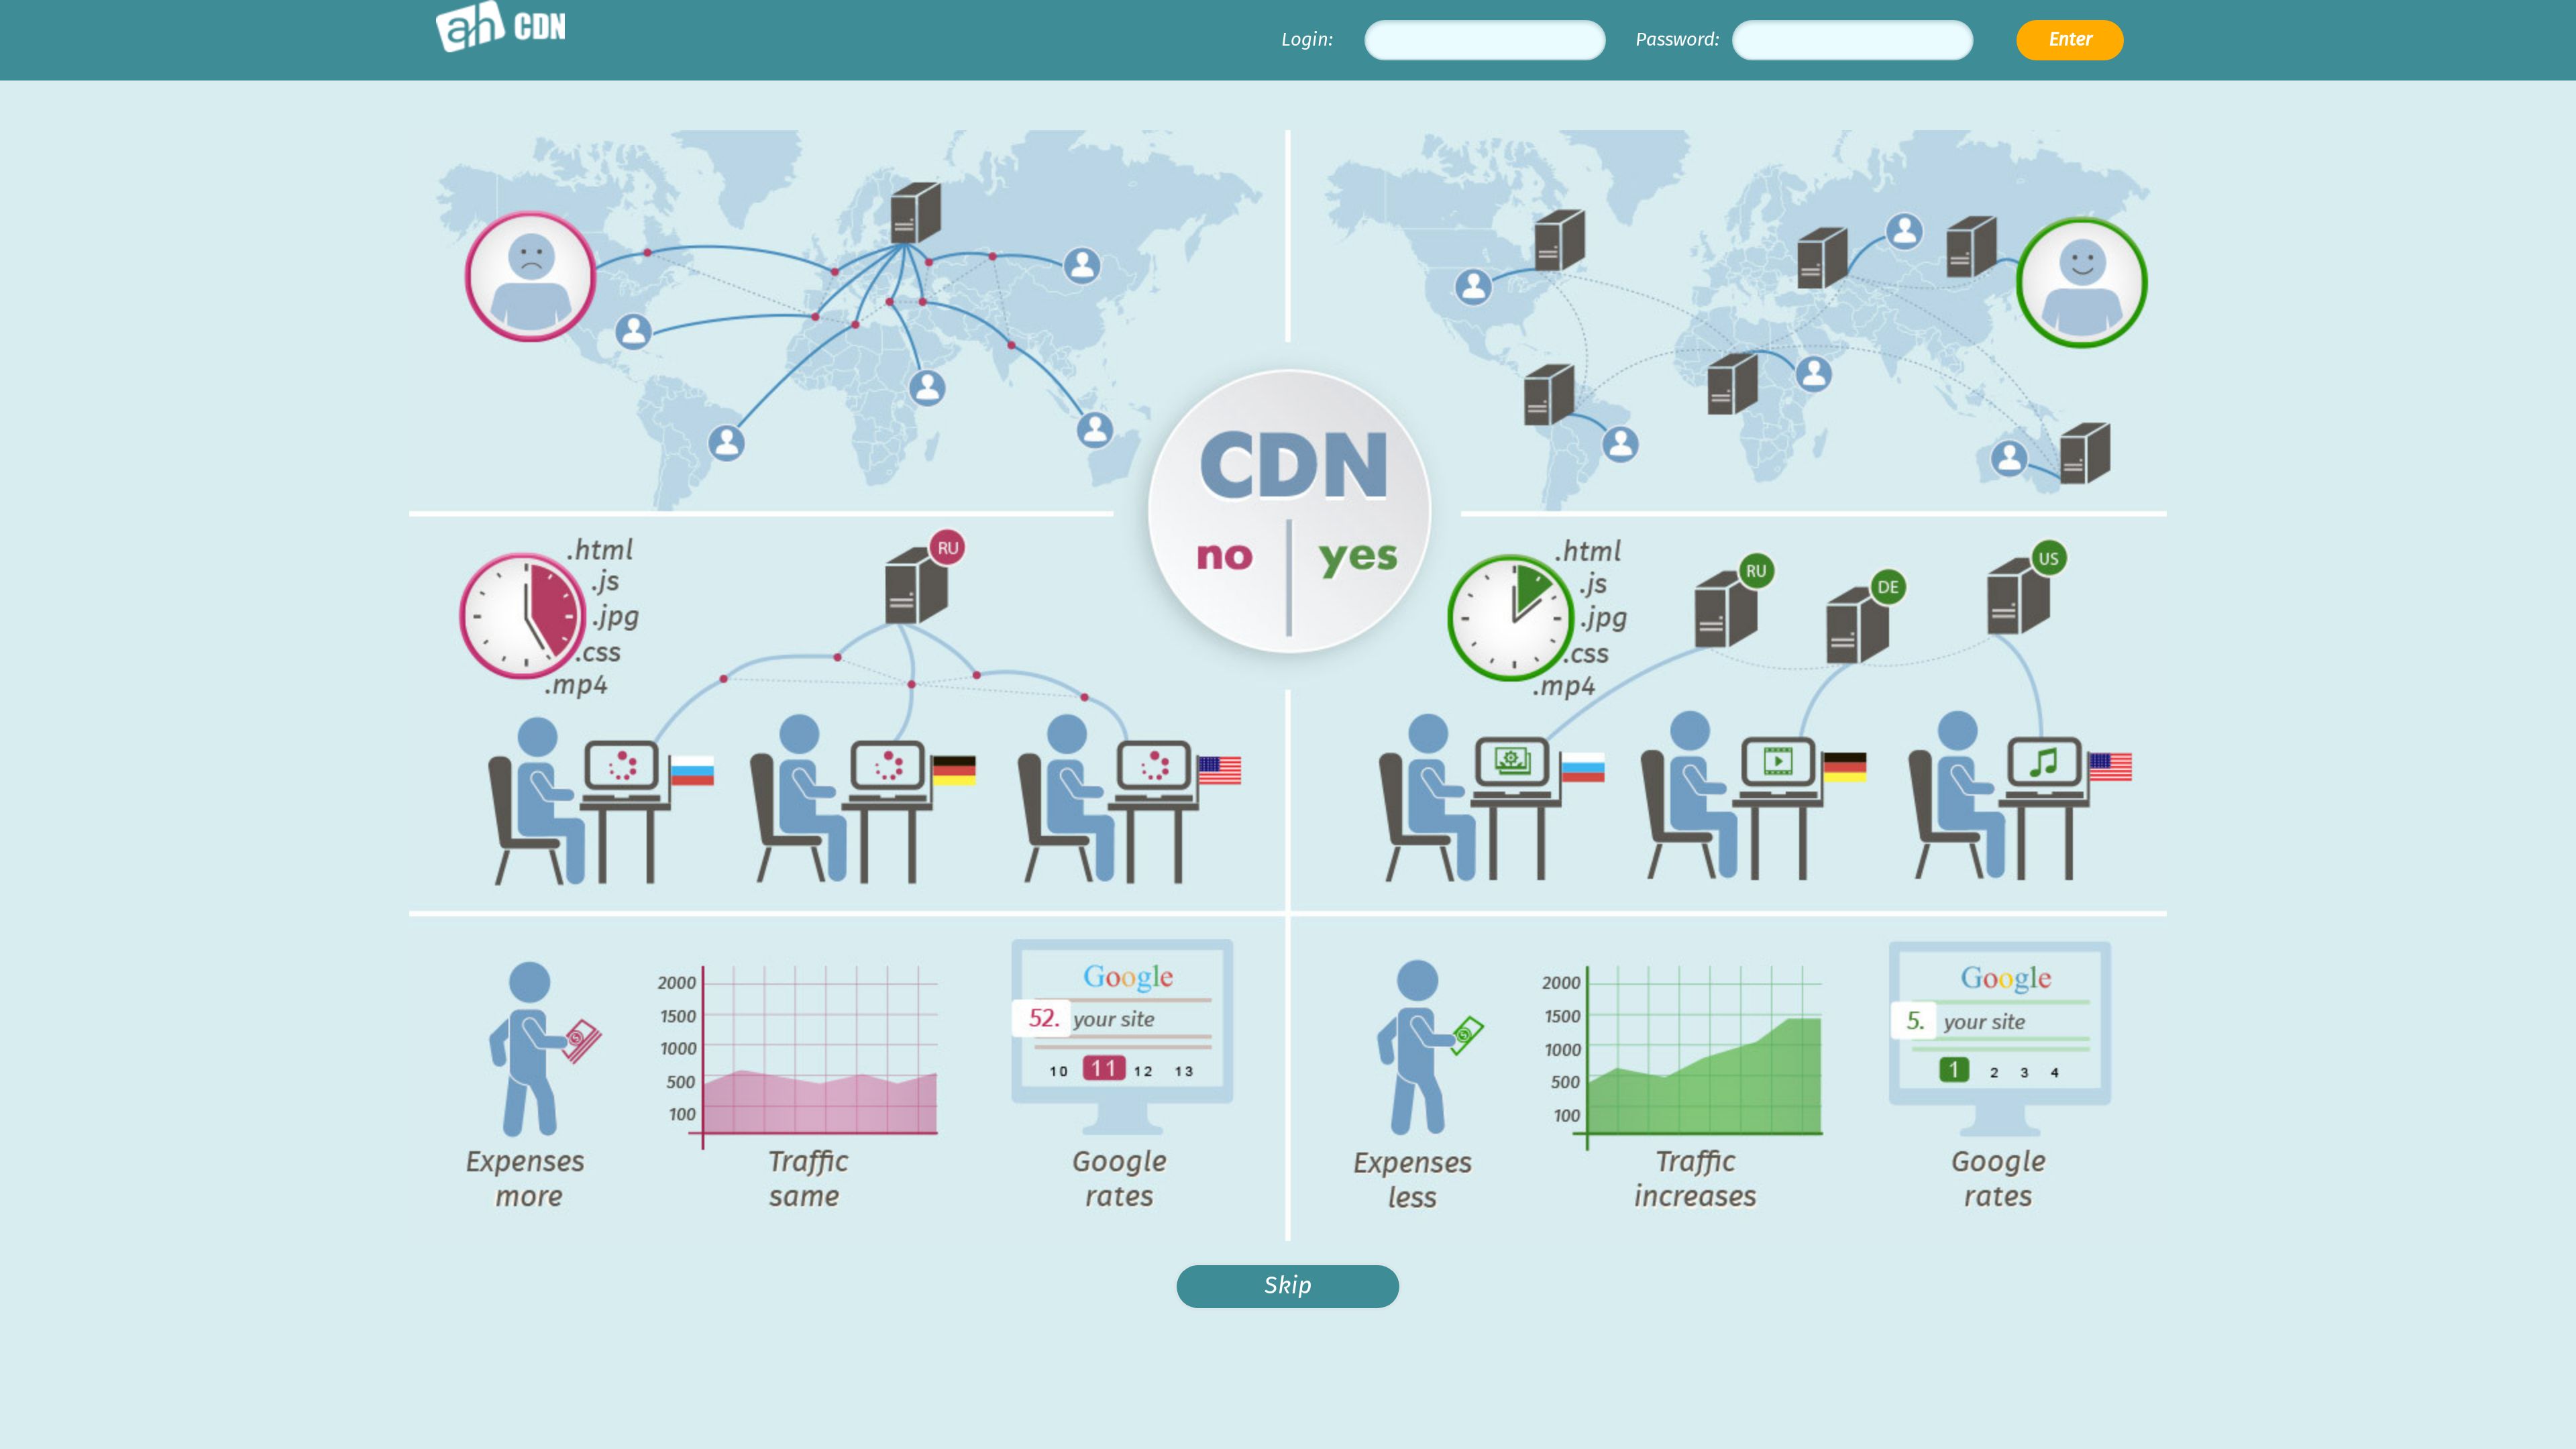 ah CDN
Login:
Password:
Enter
CDN
no
yes
.html
.js
.jpg
.css
.mp4
RU
.html
.js
.jpg
.css
.mp4
RU
DE
US
2000
1500
1000
500
100
Google
52. your site
10 11 12 13
Expenses
more
Traffic
same
Google
rates
2000
1500
1000
500
100
Google
5. your site
1 2 3 4
Expenses
less
Traffic
increases
Google
rates
Skip